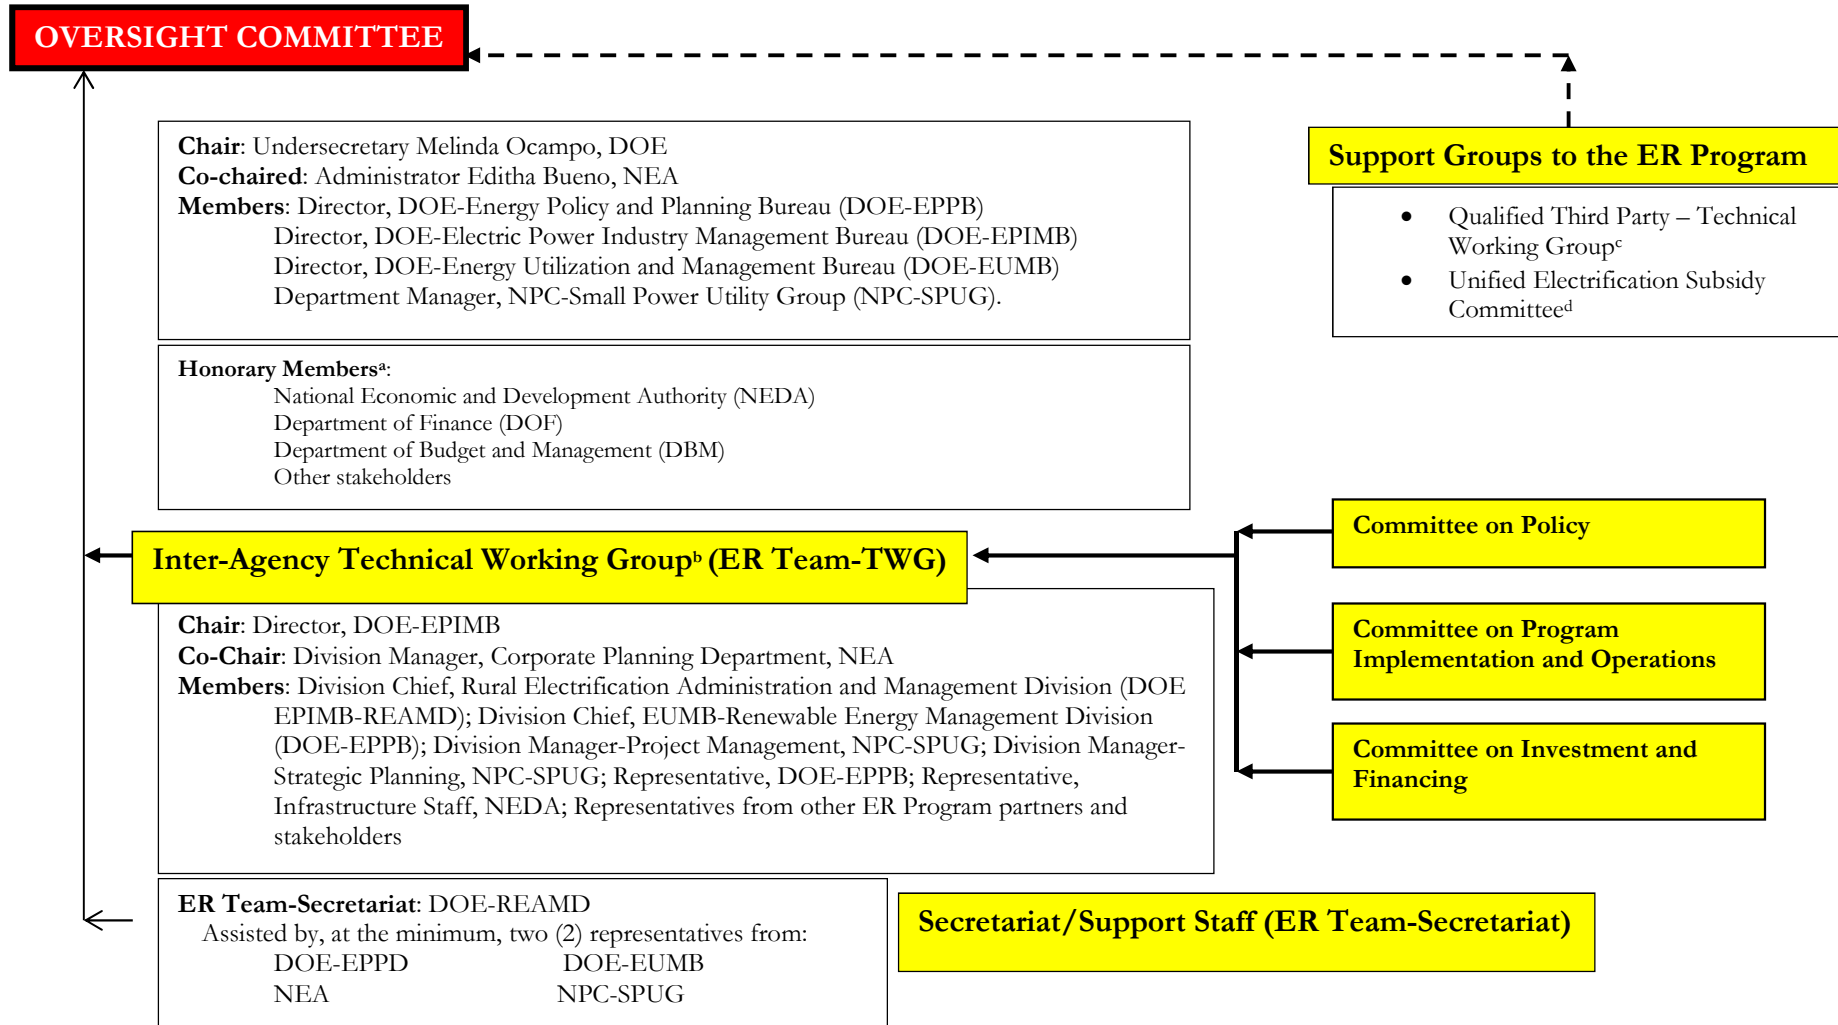 OVERSIGHT COMMITTEE
Chair: Undersecretary Melinda Ocampo, DOE
Co-chaired: Administrator Editha Bueno, NEA
Members: Director, DOE-Energy Policy and Planning Bureau (DOE-EPPB)
Director, DOE-Electric Power Industry Management Bureau (DOE-EPIMB)
Director, DOE-Energy Utilization and Management Bureau (DOE-EUMB)
Department Manager, NPC-Small Power Utility Group (NPC-SPUG).
Support Groups to the ER Program
• Qualified Third Party – Technical
Working Groupᶜ
• Unified Electrification Subsidy
Committeeᵈ
Honorary Membersᵃ:
National Economic and Development Authority (NEDA)
Department of Finance (DOF)
Department of Budget and Management (DBM)
Other stakeholders
Inter-Agency Technical Working Groupᵇ (ER Team-TWG)
Chair: Director, DOE-EPIMB
Co-Chair: Division Manager, Corporate Planning Department, NEA
Members: Division Chief, Rural Electrification Administration and Management Division (DOE
EPIMB-REAMD); Division Chief, EUMB-Renewable Energy Management Division
(DOE-EPPB); Division Manager-Project Management, NPC-SPUG; Division Manager-
Strategic Planning, NPC-SPUG; Representative, DOE-EPPB; Representative,
Infrastructure Staff, NEDA; Representatives from other ER Program partners and
stakeholders
Committee on Policy
Committee on Program
Implementation and Operations
Committee on Investment and
Financing
ER Team-Secretariat: DOE-REAMD
Assisted by, at the minimum, two (2) representatives from:
DOE-EPPD DOE-EUMB
NEA NPC-SPUG
Secretariat/Support Staff (ER Team-Secretariat)